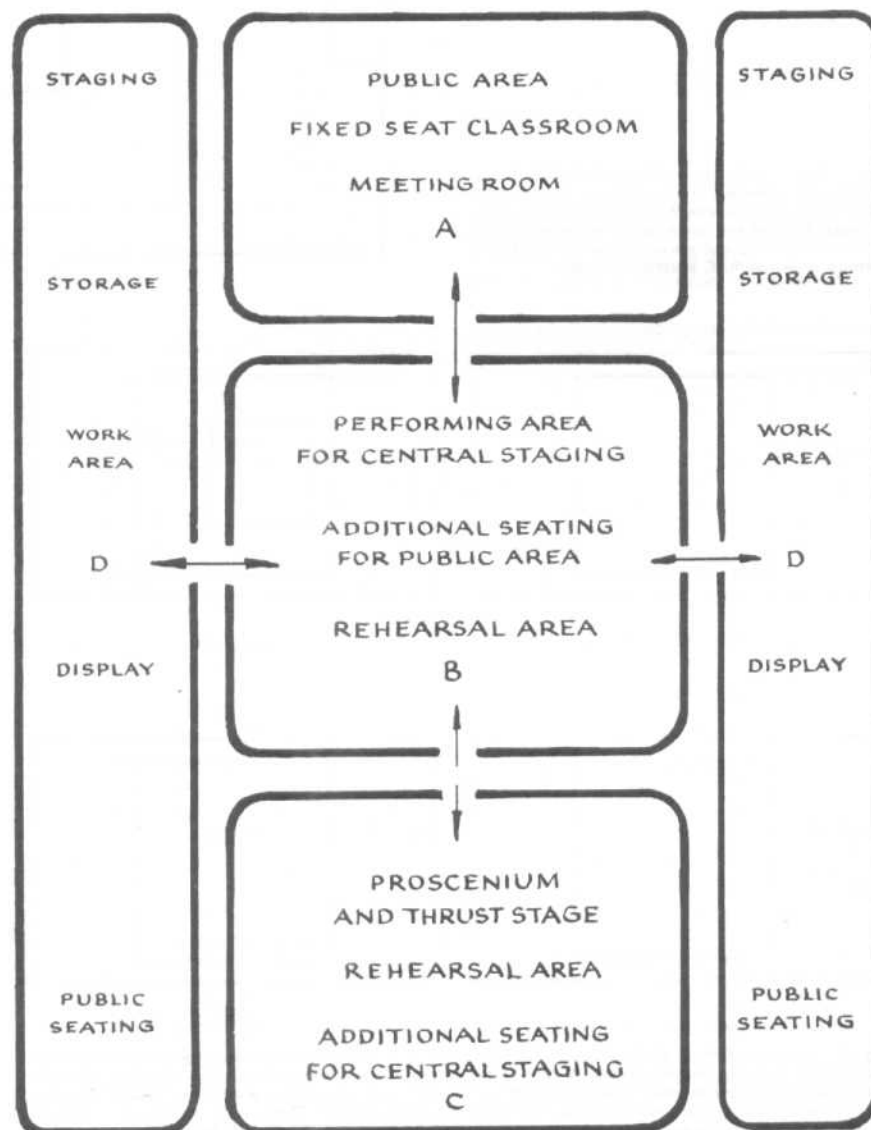 STAGING
STORAGE
WORK
AREA
D
DISPLAY
PUBLIC
SEATING
PUBLIC AREA
FIXED SEAT CLASSROOM
MEETING ROOM
A
PERFORMING AREA
FOR CENTRAL STAGING
ADDITIONAL SEATING
FOR PUBLIC AREA
REHEARSAL AREA
B
PROSCENIUM
AND THRUST STAGE
REHEARSAL AREA
ADDITIONAL SEATING
FOR CENTRAL STAGING
C
STAGING
STORAGE
WORK
AREA
D
DISPLAY
PUBLIC
SEATING